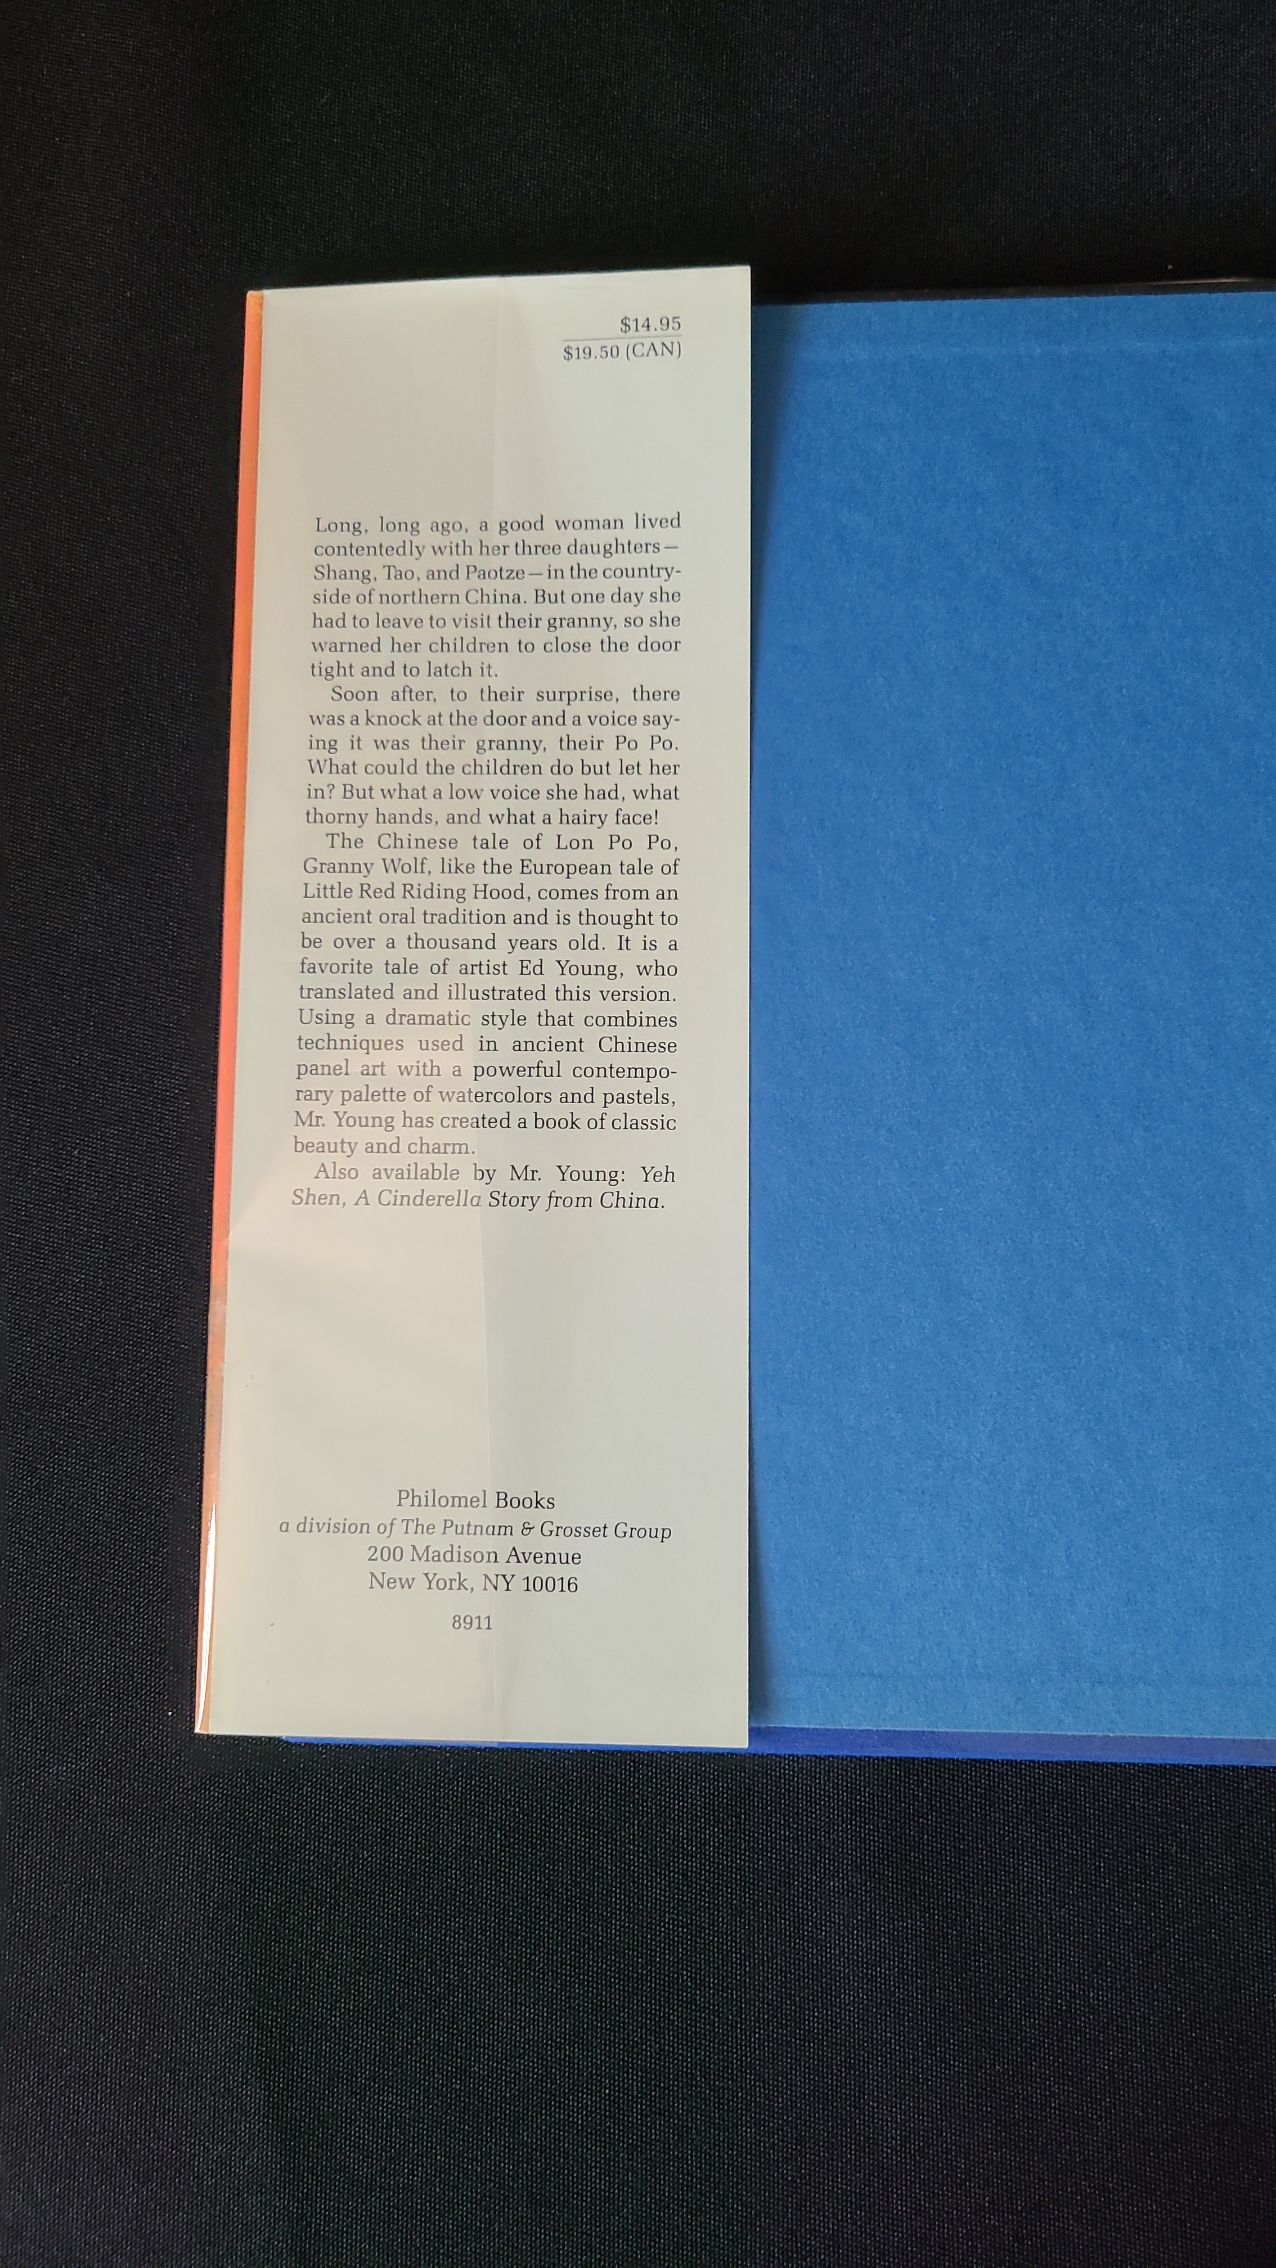 $14.95
$19.50 (CAN)
Long, long ago, a good woman lived
contentedly with her three daughters—
Shang, Tao, and Paotze—in the country-
side of northern China. But one day she
had to leave to visit their granny, so she
warned her children to close the door
tight and to latch it.
Soon after, to their surprise, there
was a knock at the door and a voice say-
ing it was their granny, their Po Po.
What could the children do but let her
in? But what a low voice she had, what
thorny hands, and what a hairy face!
The Chinese tale of Lon Po Po,
Granny Wolf, like the European tale of
Little Red Riding Hood, comes from an
ancient oral tradition and is thought to
be over a thousand years old. It is a
favorite tale of artist Ed Young, who
translated and illustrated this version.
Using a dramatic style that combines
techniques used in ancient Chinese
panel art with a powerful contempo-
rary palette of watercolors and pastels,
Mr. Young has created a book of classic
beauty and charm.
Also available by Mr. Young: Yeh
Shen, A Cinderella Story from China.
Philomel Books
a division of The Putnam & Grosset Group
200 Madison Avenue
New York, NY 10016
8911